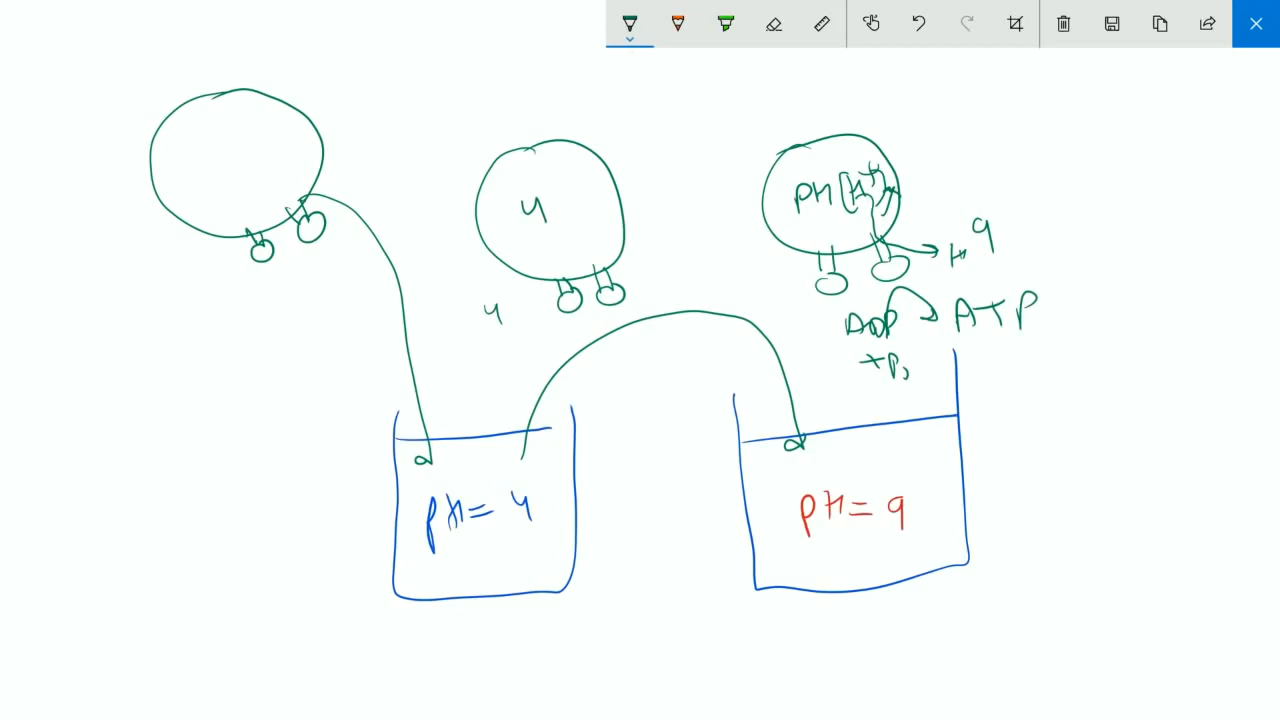 4
4
pH [H+]
H+
9
ADP
ATP
+Pi
pH = 4
pH = 9